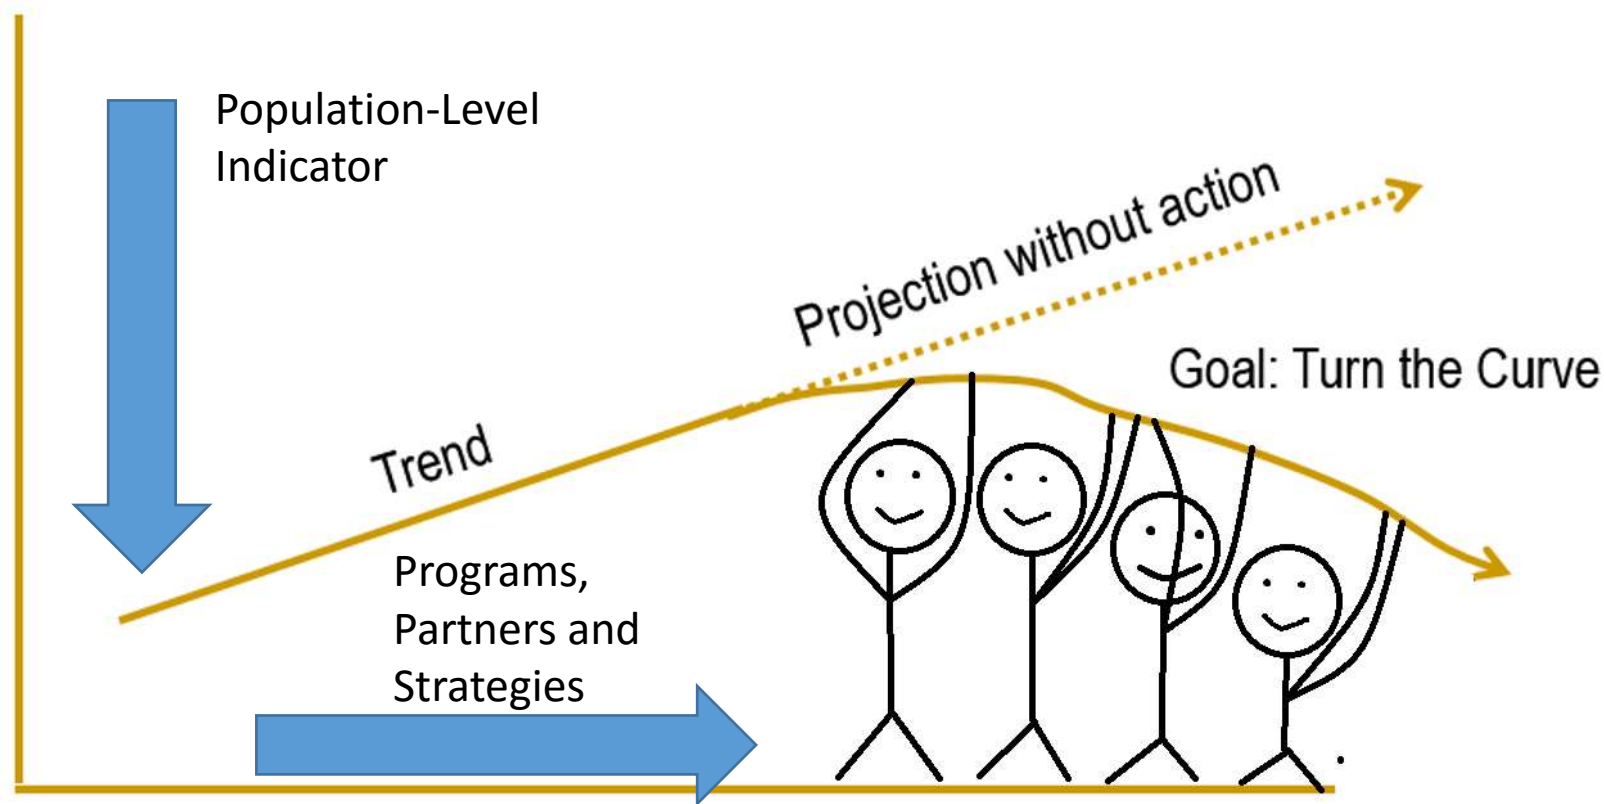 Population-Level
Indicator
Projection without action
Goal: Turn the Curve
Trend
Programs,
Partners and
Strategies